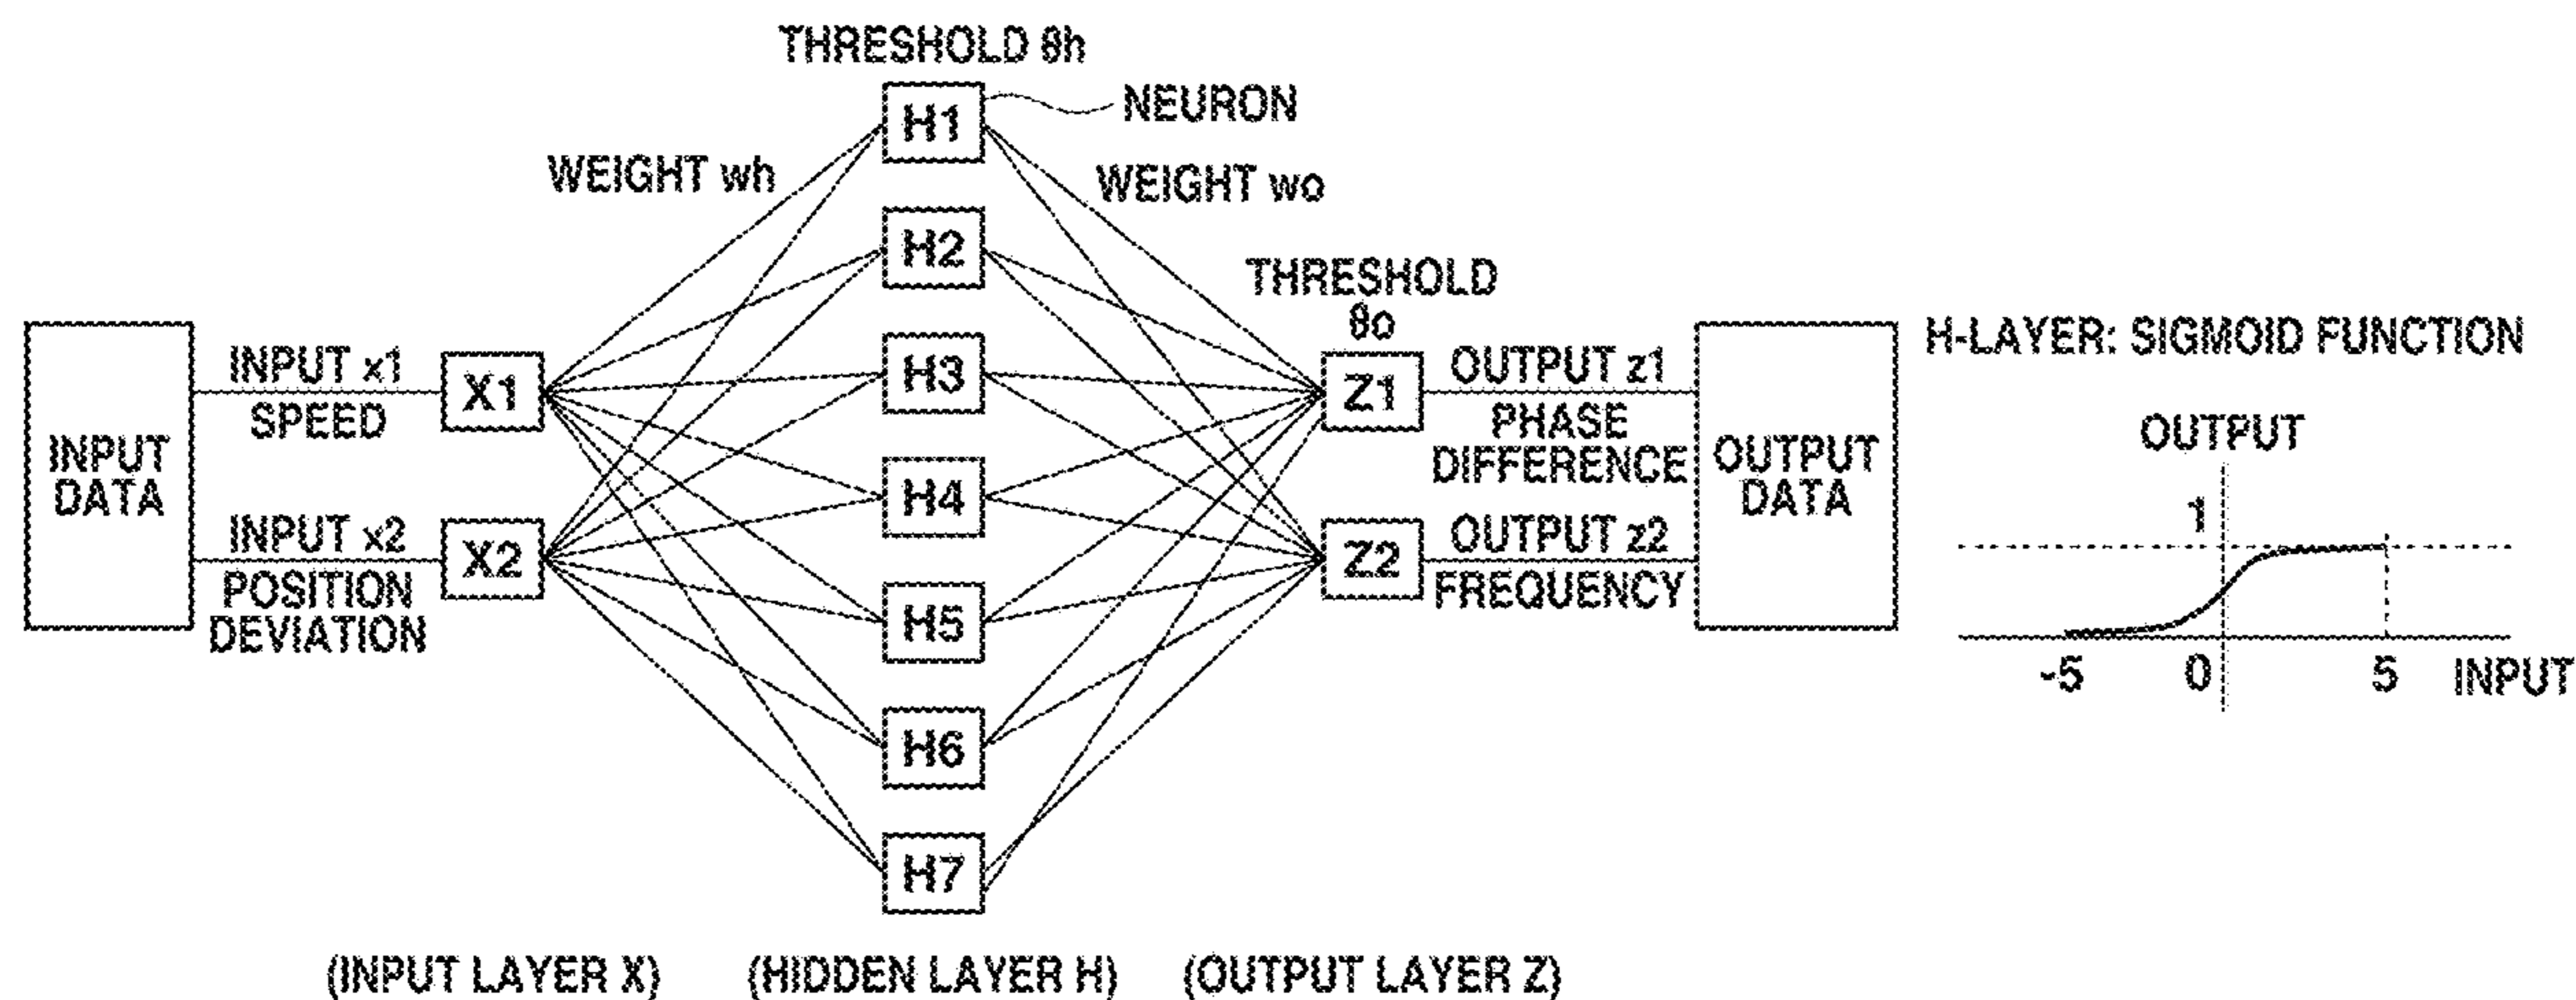 THRESHOLD θh
NEURON
H1
WEIGHT wh
WEIGHT wo
H2
THRESHOLD
θo
H3
H4
H5
H6
H7
INPUT
DATA
INPUT x1
SPEED
X1
INPUT x2
POSITION
DEVIATION
X2
Z1
OUTPUT z1
PHASE
DIFFERENCE
Z2
OUTPUT z2
FREQUENCY
OUTPUT
DATA
H-LAYER: SIGMOID FUNCTION
OUTPUT
1
-5
0
5
INPUT
(INPUT LAYER X)
(HIDDEN LAYER H)
(OUTPUT LAYER Z)